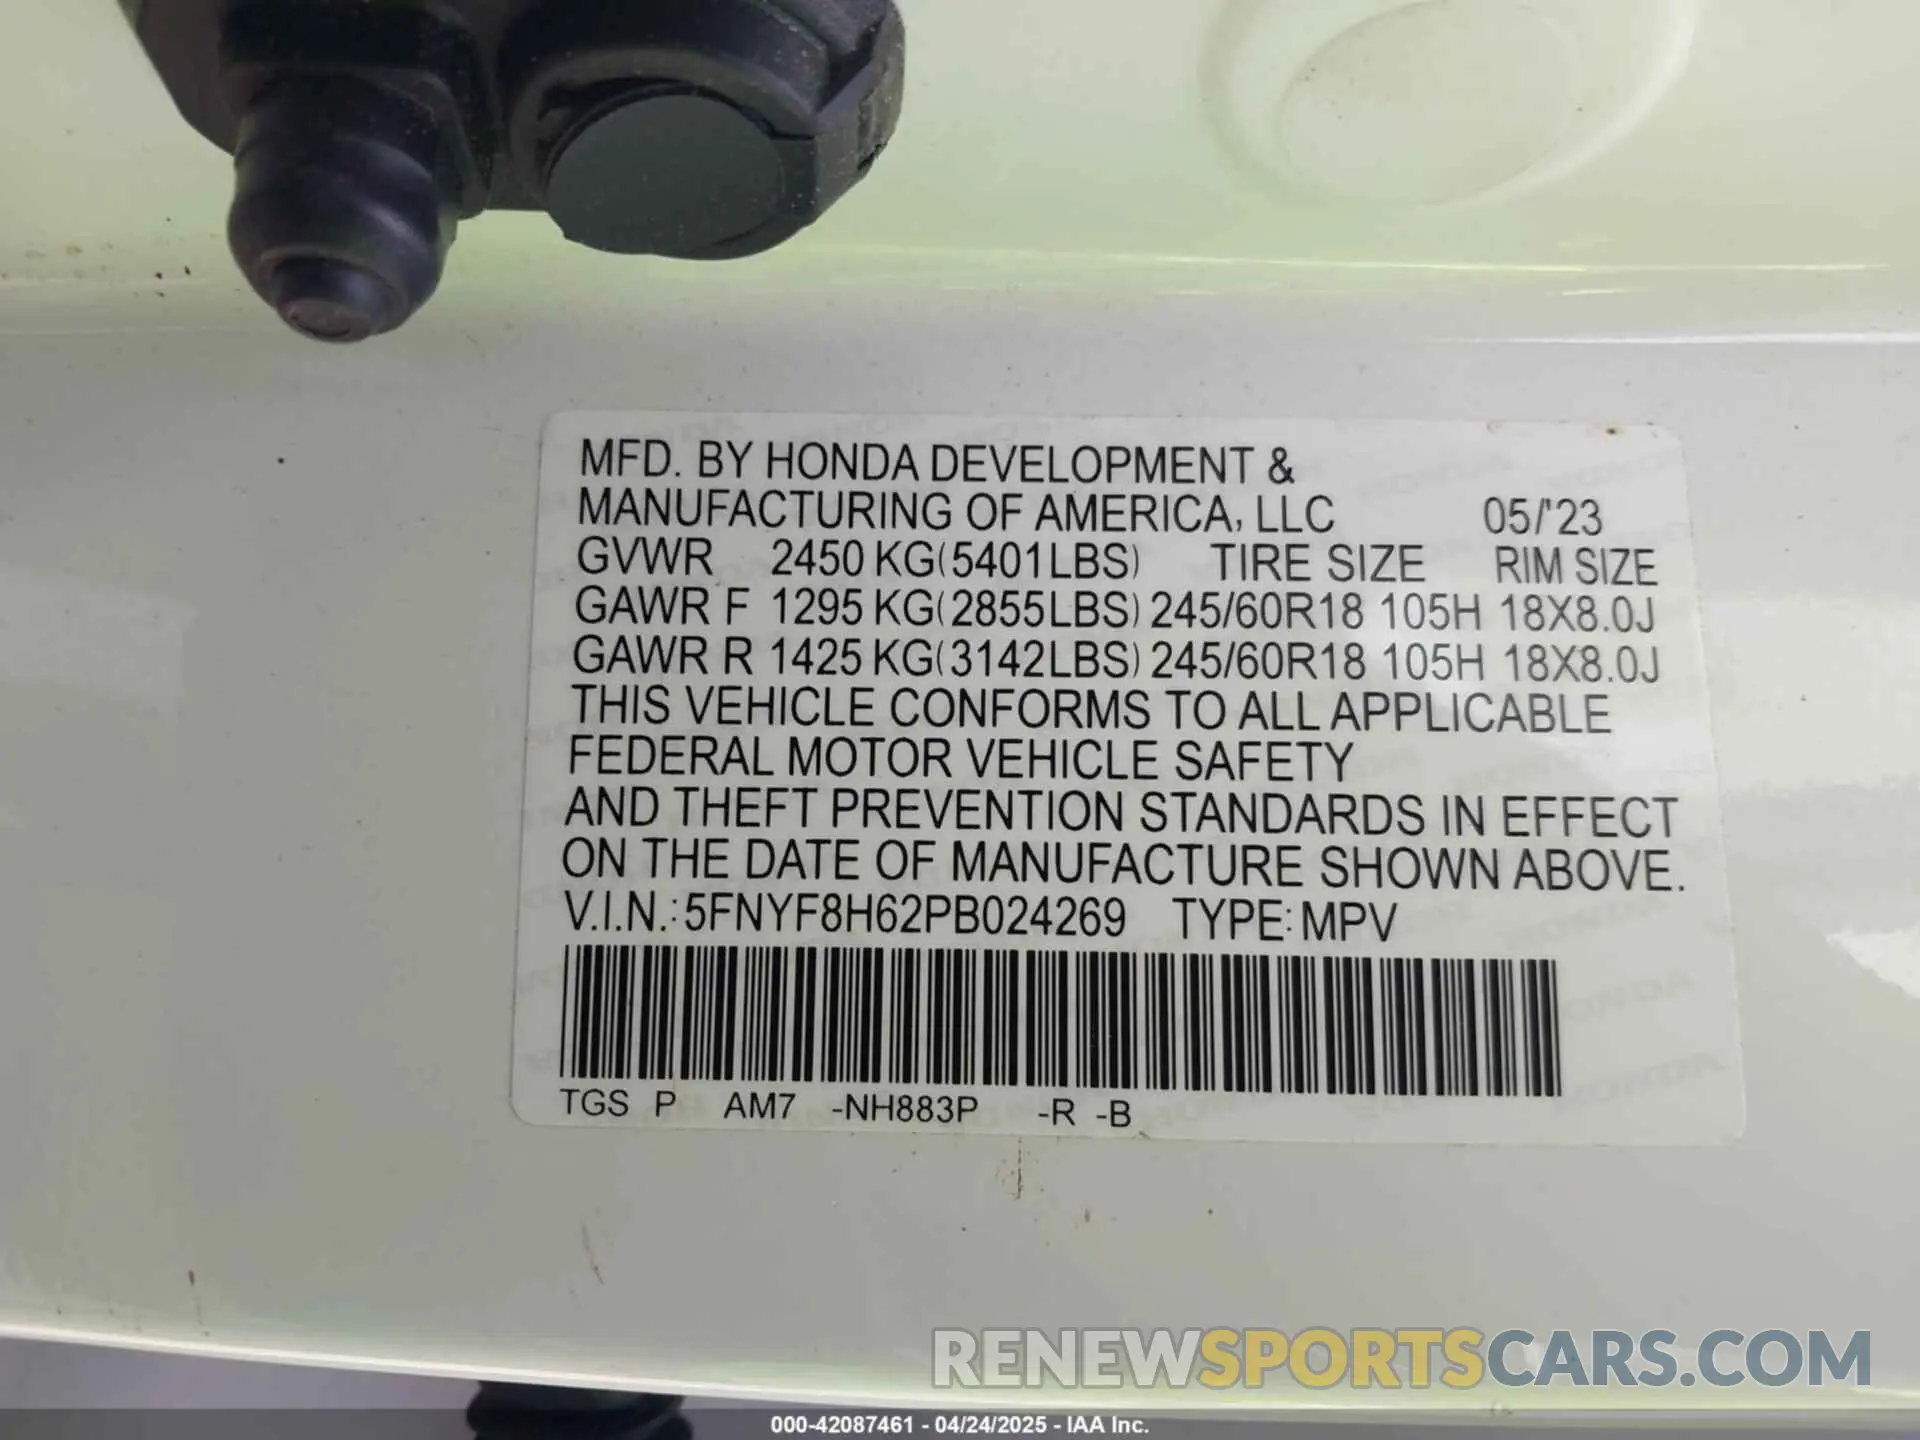 MFD. BY HONDA DEVELOPMENT &
MANUFACTURING OF AMERICA, LLC 05/'23
GVWR 2450 KG(5401LBS) TIRE SIZE RIM SIZE
GAWR F 1295 KG(2855LBS) 245/60R18 105H 18X8.0J
GAWR R 1425 KG(3142LBS) 245/60R18 105H 18X8.0J
THIS VEHICLE CONFORMS TO ALL APPLICABLE
FEDERAL MOTOR VEHICLE SAFETY
AND THEFT PREVENTION STANDARDS IN EFFECT
ON THE DATE OF MANUFACTURE SHOWN ABOVE.
V.I.N.: 5FNYF8H62PB024269 TYPE: MPV
TGS P AM7 -NH883P -R -B
RENEWSPORTSCARS.COM
000-42087461 - 04/24/2025 - IAA Inc.